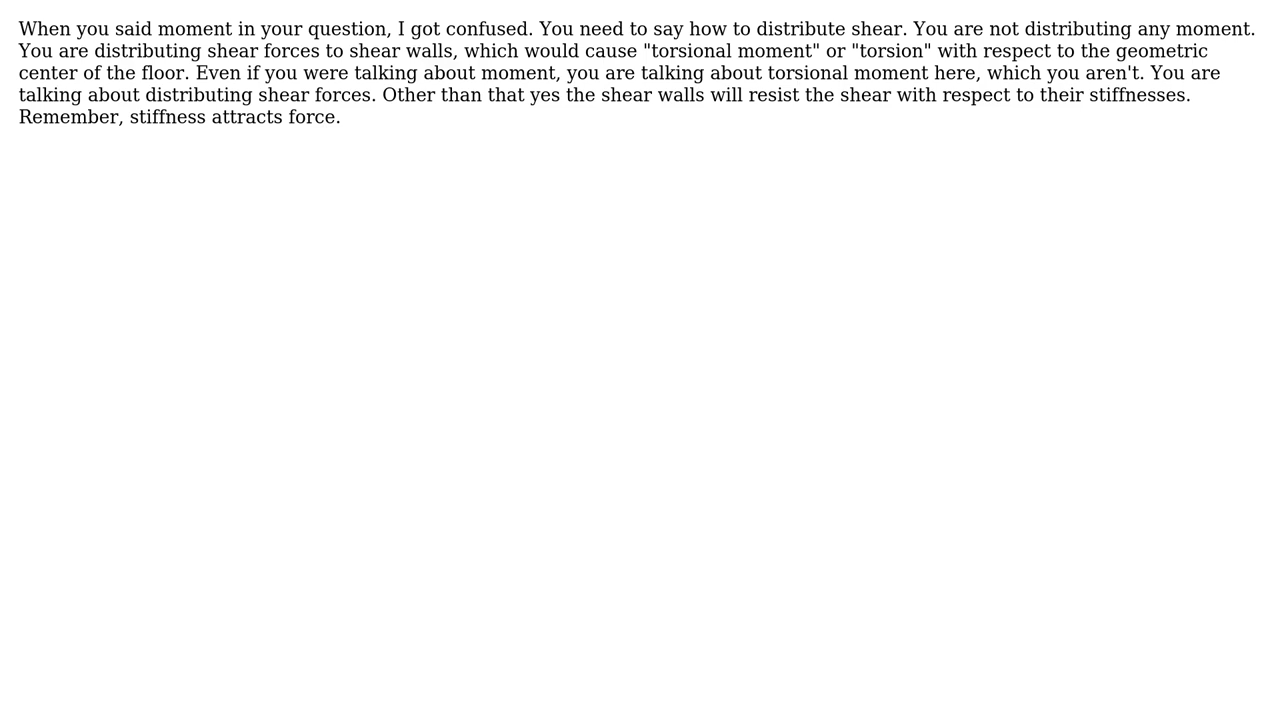 When you said moment in your question, I got confused. You need to say how to distribute shear. You are not distributing any moment.
You are distributing shear forces to shear walls, which would cause "torsional moment" or "torsion" with respect to the geometric
center of the floor. Even if you were talking about moment, you are talking about torsional moment here, which you aren't. You are
talking about distributing shear forces. Other than that yes the shear walls will resist the shear with respect to their stiffnesses.
Remember, stiffness attracts force.